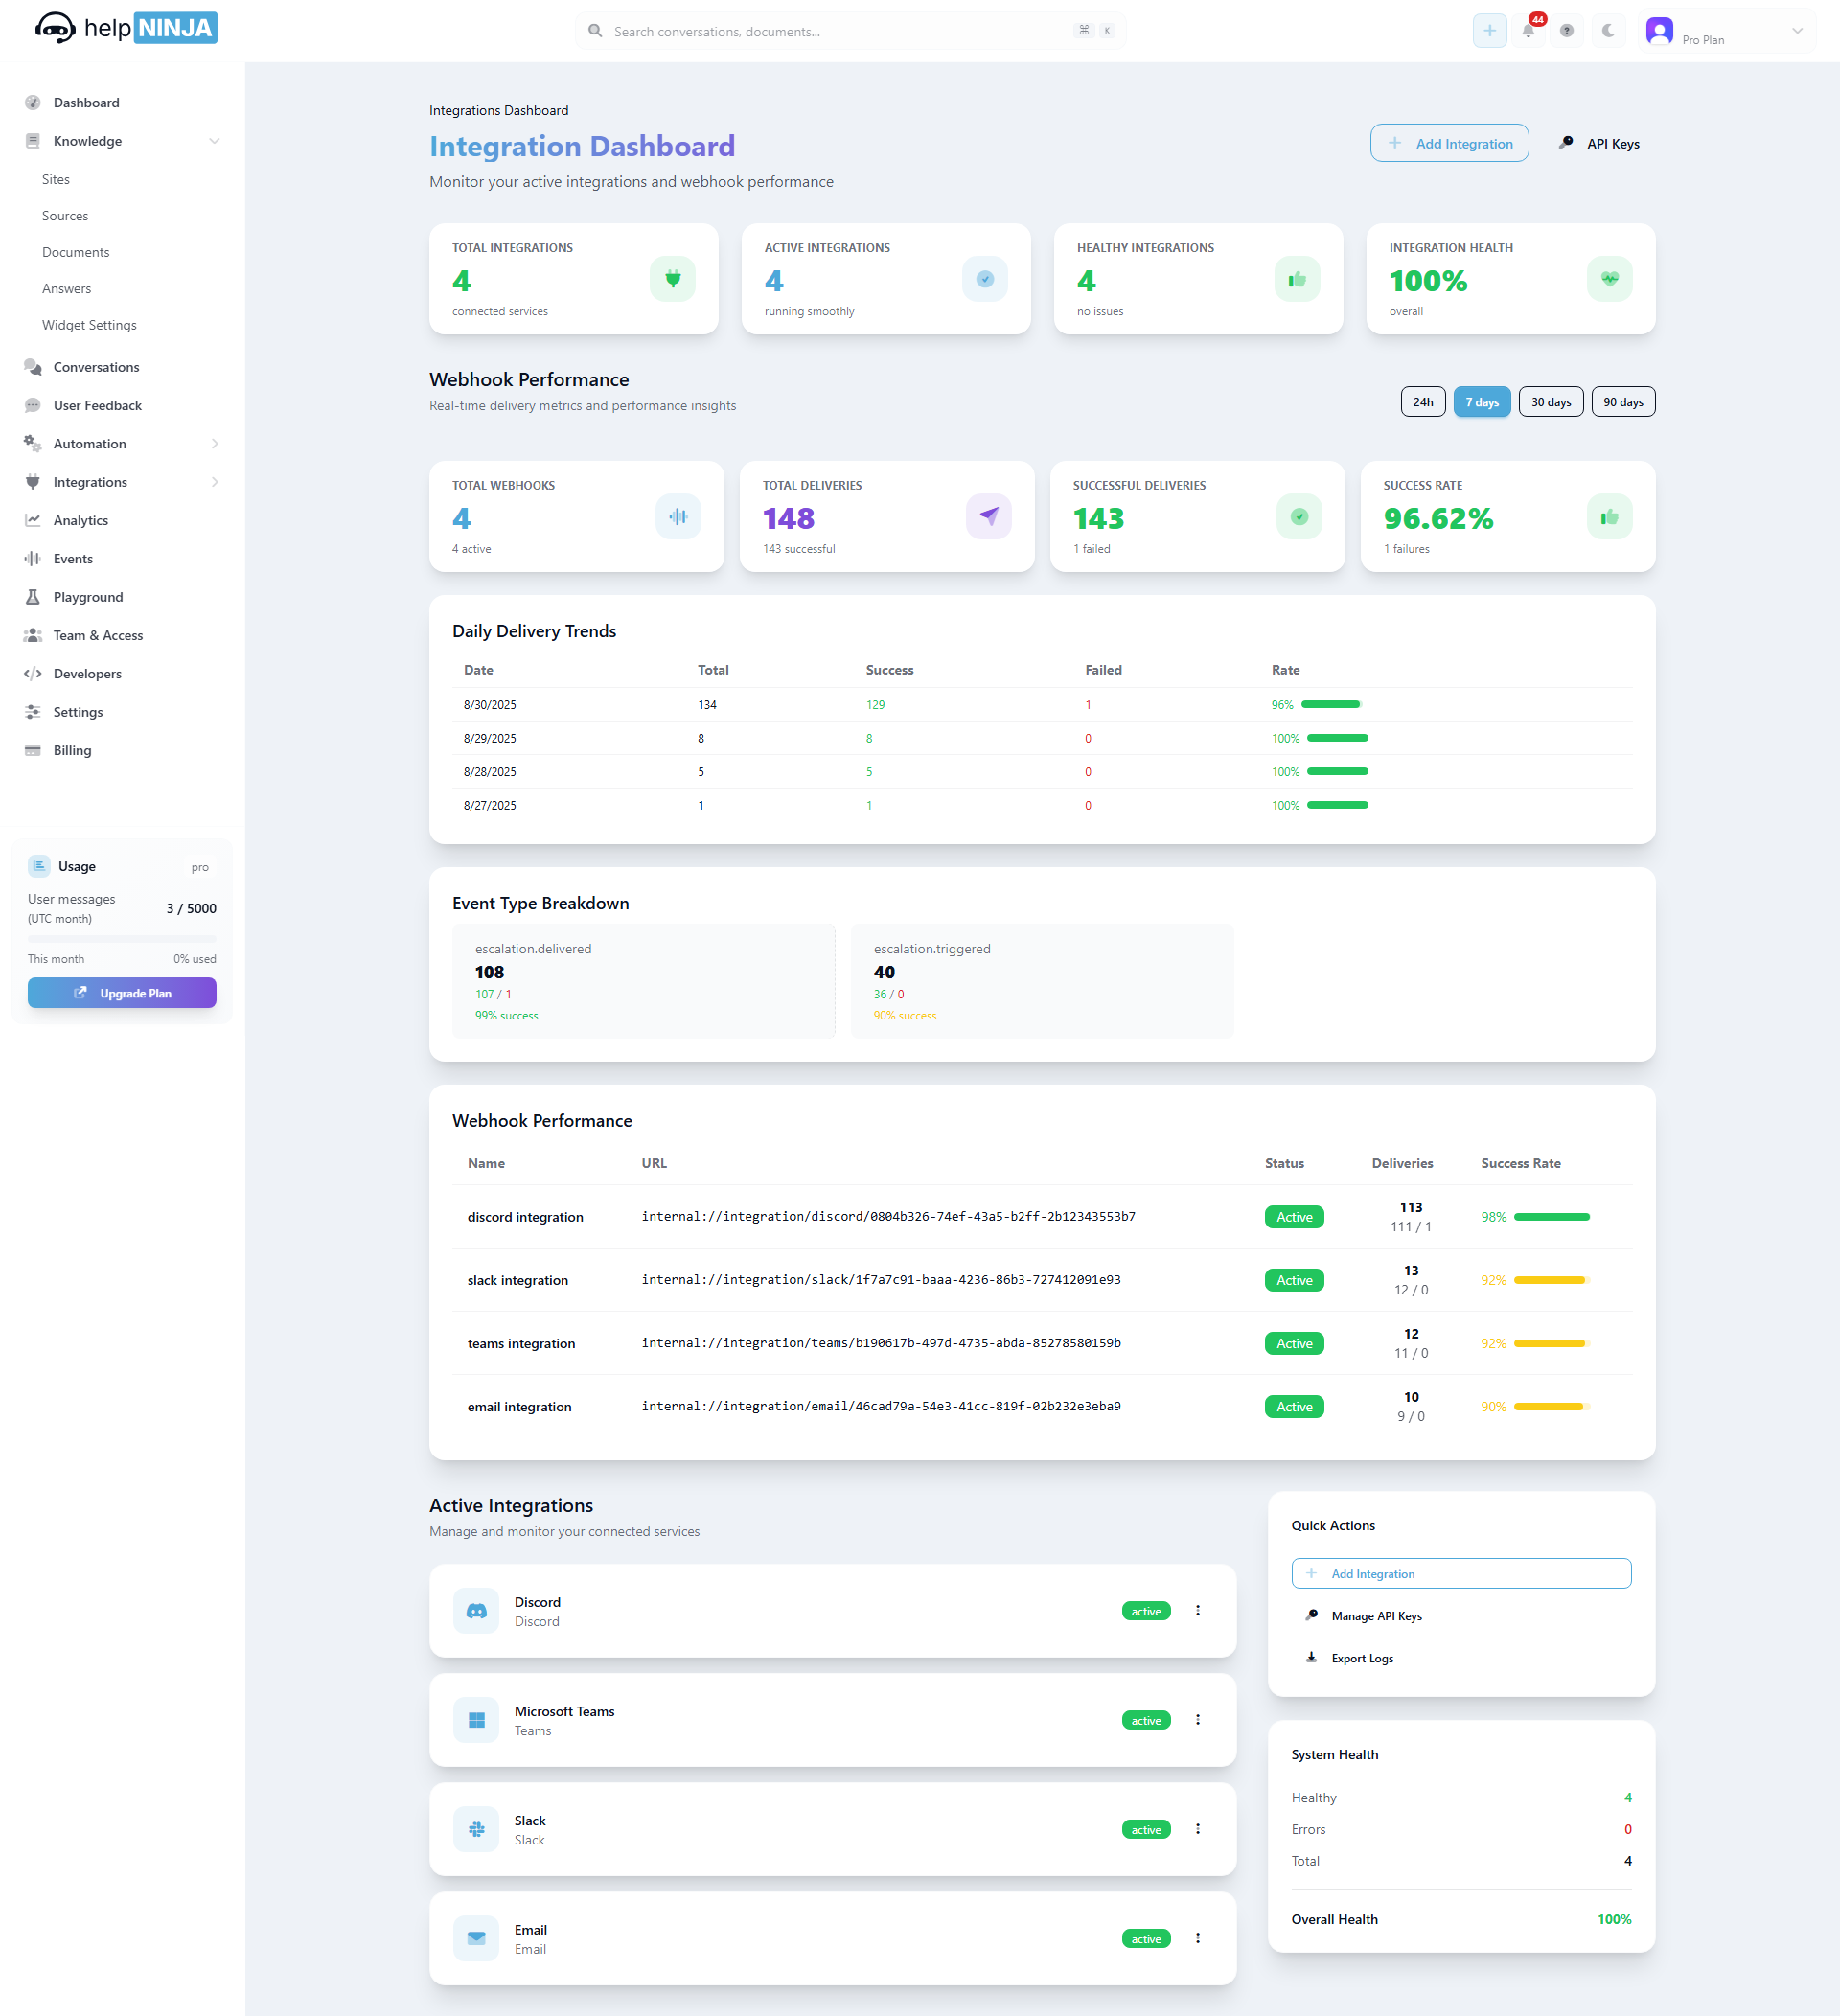 help NINJA
Search conversations, documents...
⌘ K
44
Pro Plan
Dashboard
Knowledge
Sites
Sources
Documents
Answers
Widget Settings
Conversations
User Feedback
Automation
Integrations
Analytics
Events
Playground
Team & Access
Developers
Settings
Billing
Usage pro
User messages
(UTC month)
3 / 5000
This month 0% used
Upgrade Plan
Integrations Dashboard
Integration Dashboard
Monitor your active integrations and webhook performance
Add Integration
API Keys
TOTAL INTEGRATIONS
4
connected services
ACTIVE INTEGRATIONS
4
running smoothly
HEALTHY INTEGRATIONS
4
no issues
INTEGRATION HEALTH
100%
overall
Webhook Performance
Real-time delivery metrics and performance insights
24h 7 days 30 days 90 days
TOTAL WEBHOOKS
4
4 active
TOTAL DELIVERIES
148
143 successful
SUCCESSFUL DELIVERIES
143
1 failed
SUCCESS RATE
96.62%
1 failures
Daily Delivery Trends
Date Total Success Failed Rate
8/30/2025 134 129 1 96%
8/29/2025 8 8 0 100%
8/28/2025 5 5 0 100%
8/27/2025 1 1 0 100%
Event Type Breakdown
escalation.delivered
108
107 / 1
99% success
escalation.triggered
40
36 / 0
90% success
Webhook Performance
Name URL Status Deliveries Success Rate
discord integration internal://integration/discord/0804b326-74ef-43a5-b2ff-2b12343553b7 Active 113 98%
111 / 1
slack integration internal://integration/slack/1f7a7c91-baaa-4236-86b3-727412091e93 Active 13 92%
12 / 0
teams integration internal://integration/teams/b190617b-497d-4735-abda-85278580159b Active 12 92%
11 / 0
email integration internal://integration/email/46cad79a-54e3-41cc-819f-02b232e3eba9 Active 10 90%
9 / 0
Active Integrations
Manage and monitor your connected services
Discord
Discord
active
Microsoft Teams
Teams
active
Slack
Slack
active
Email
Email
active
Quick Actions
Add Integration
Manage API Keys
Export Logs
System Health
Healthy 4
Errors 0
Total 4
Overall Health 100%